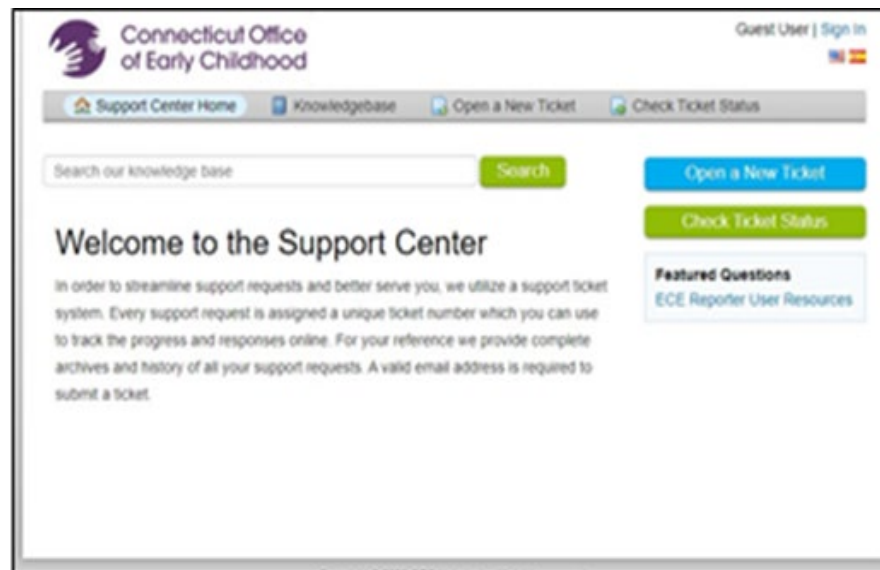 Connecticut Office
of Early Childhood
Guest User | Sign In
Support Center Home
Knowledgebase
Open a New Ticket
Check Ticket Status
Search our knowledge base
Search
Open a New Ticket
Check Ticket Status
Welcome to the Support Center
In order to streamline support requests and better serve you, we utilize a support ticket
system. Every support request is assigned a unique ticket number which you can use
to track the progress and responses online. For your reference we provide complete
archives and history of all your support requests. A valid email address is required to
submit a ticket.
Featured Questions
ECE Reporter User Resources